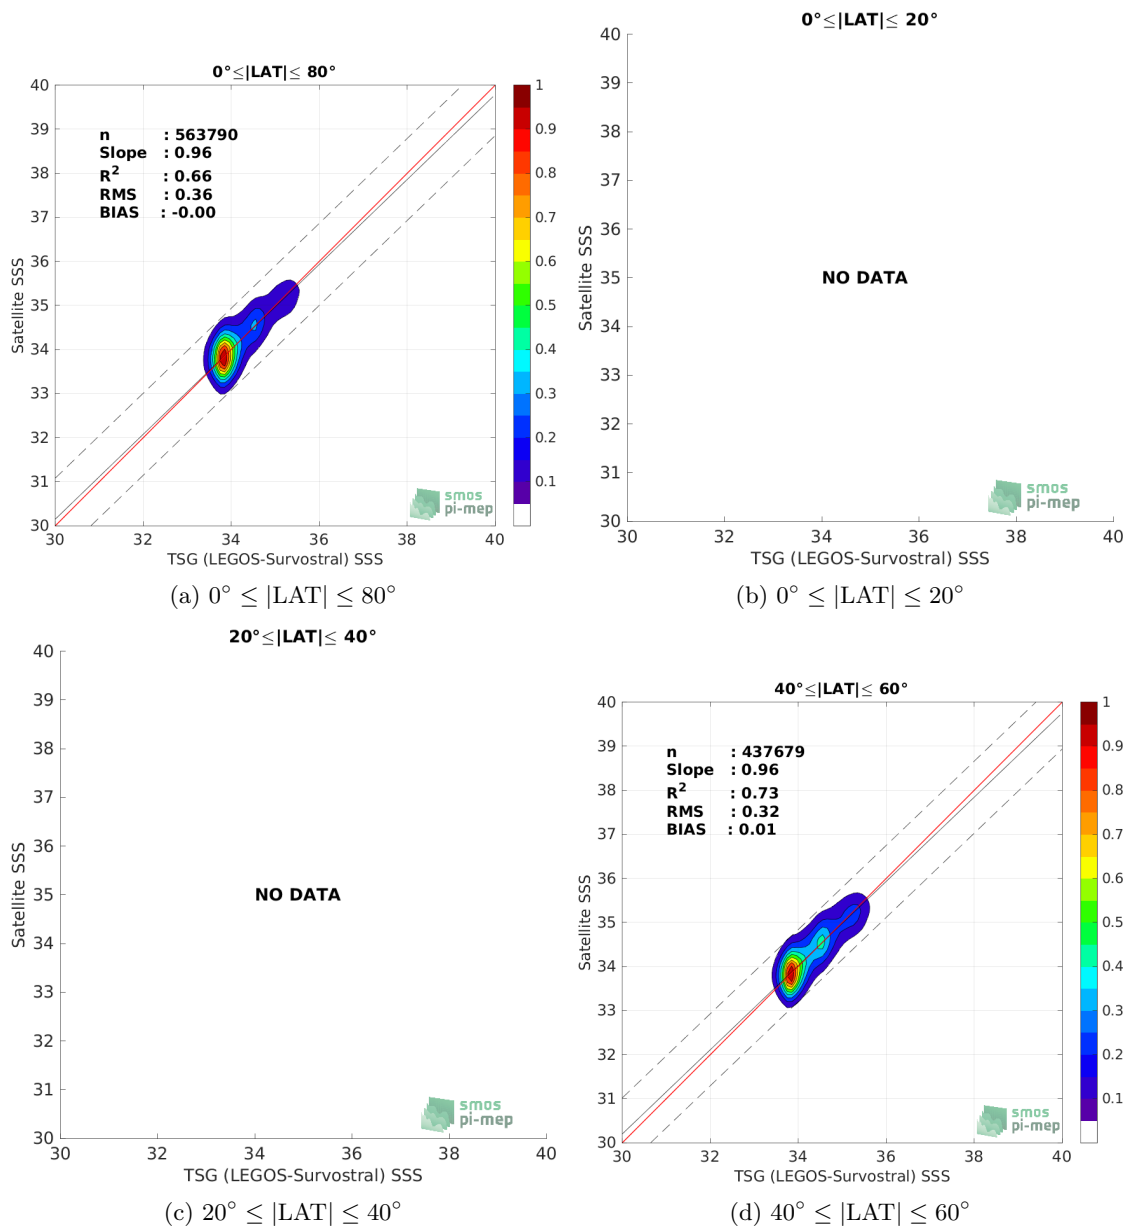 0°≤|LAT|≤ 80°
40
39
38
37
36
35
34
33
32
31
30
Satellite SSS
n : 563790
Slope : 0.96
R² : 0.66
RMS : 0.36
BIAS : -0.00
smos
pi-mep
30 32 34 36 38 40
TSG (LEGOS-Survostral) SSS
1
0.9
0.8
0.7
0.6
0.5
0.4
0.3
0.2
0.1
(a) 0° ≤ |LAT| ≤ 80°
0°≤|LAT|≤ 20°
40
39
38
37
36
35
34
33
32
31
30
Satellite SSS
NO DATA
smos
pi-mep
30 32 34 36 38 40
TSG (LEGOS-Survostral) SSS
(b) 0° ≤ |LAT| ≤ 20°
20°≤|LAT|≤ 40°
40
39
38
37
36
35
34
33
32
31
30
Satellite SSS
NO DATA
smos
pi-mep
30 32 34 36 38 40
TSG (LEGOS-Survostral) SSS
(c) 20° ≤ |LAT| ≤ 40°
40°≤|LAT|≤ 60°
40
39
38
37
36
35
34
33
32
31
30
Satellite SSS
n : 437679
Slope : 0.96
R² : 0.73
RMS : 0.32
BIAS : 0.01
smos
pi-mep
30 32 34 36 38 40
TSG (LEGOS-Survostral) SSS
1
0.9
0.8
0.7
0.6
0.5
0.4
0.3
0.2
0.1
(d) 40° ≤ |LAT| ≤ 60°